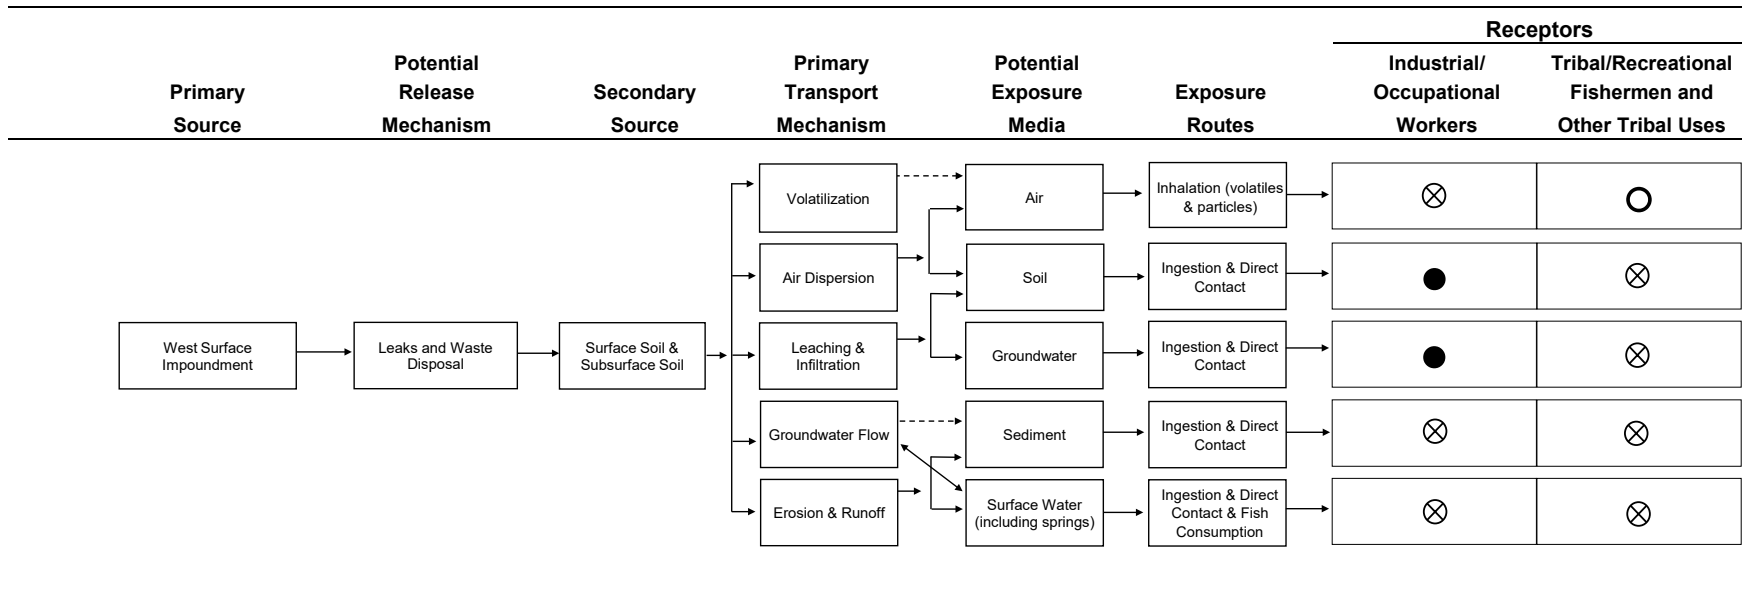 Receptors
Potential
Primary
Potential
Industrial/
Tribal/Recreational
Primary
Release
Secondary
Transport
Exposure
Exposure
Occupational
Fishermen and
Source
Mechanism
Source
Mechanism
Media
Routes
Workers
Other Tribal Uses
Volatilization
Air
Inhalation (volatiles
& particles)
Air Dispersion
Soil
Ingestion & Direct
Contact
West Surface
Impoundment
Leaks and Waste
Disposal
Surface Soil &
Subsurface Soil
Leaching &
Infiltration
Groundwater
Ingestion & Direct
Contact
Groundwater Flow
Sediment
Ingestion & Direct
Contact
Erosion & Runoff
Surface Water
(including springs)
Ingestion & Direct
Contact & Fish
Consumption